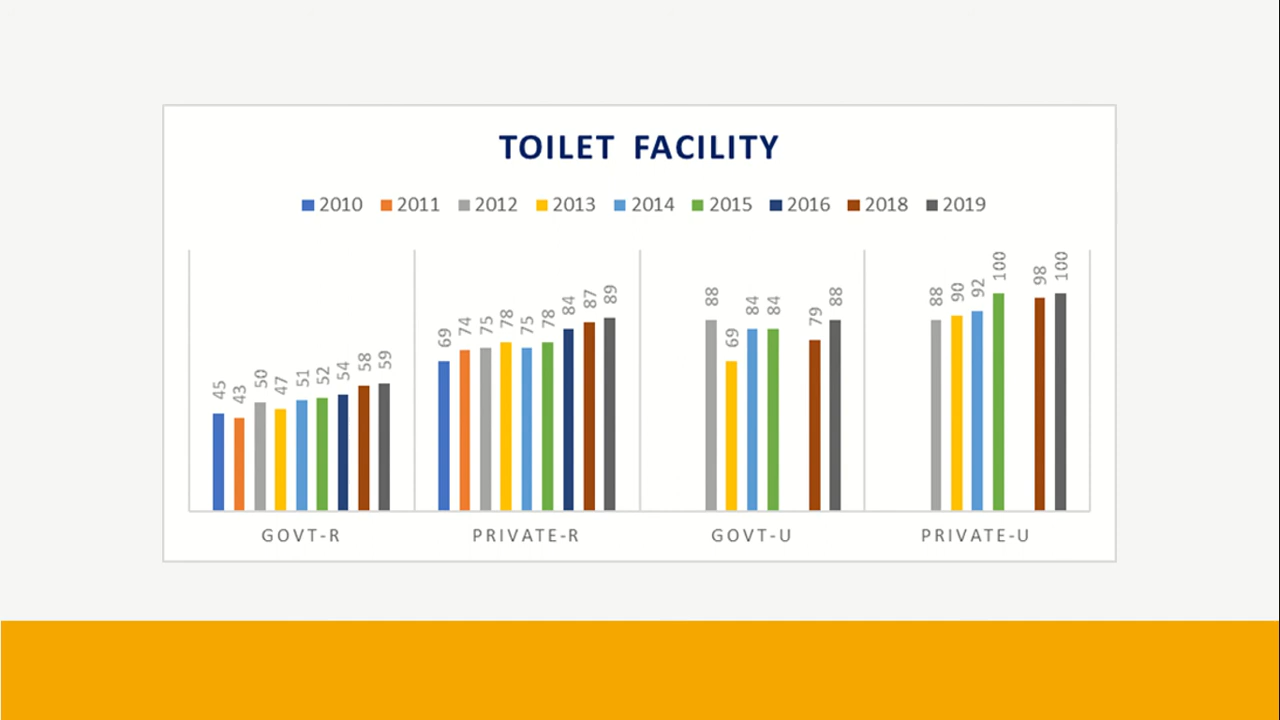 TOILET FACILITY
2010 2011 2012 2013 2014 2015 2016 2018 2019
45 43 50 47 51 52 54 58 59
69 74 75 78 75 78 84 87 89
88 69 84 84 79 88
88 90 92 100 98 100
GOVT-R PRIVATE-R GOVT-U PRIVATE-U